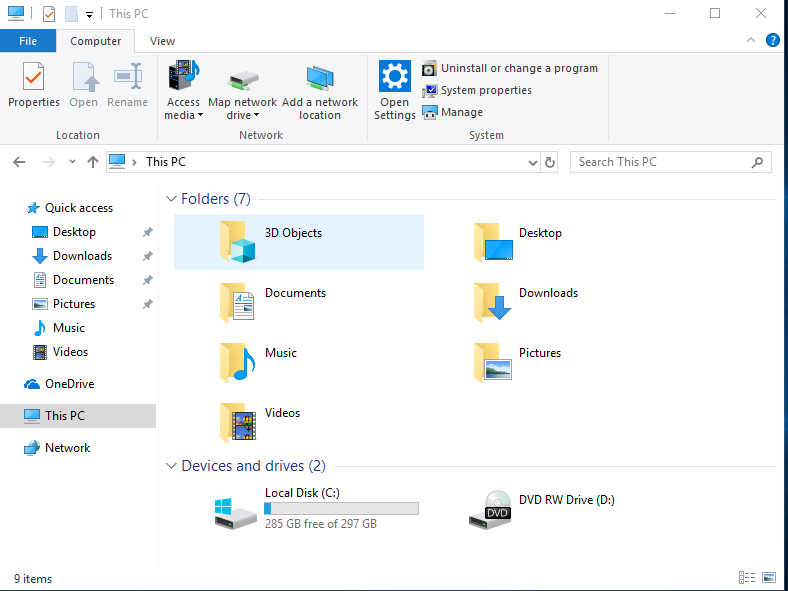 This PC
File
Computer
View
Properties
Open
Rename
Access media
Map network drive
Add a network location
Open Settings
Uninstall or change a program
System properties
Manage
Location
Network
System
This PC
Search This PC
Quick access
Desktop
Downloads
Documents
Pictures
Music
Videos
OneDrive
This PC
Network
Folders (7)
3D Objects
Desktop
Documents
Downloads
Music
Pictures
Videos
Devices and drives (2)
Local Disk (C:)
285 GB free of 297 GB
DVD
DVD RW Drive (D:)
9 items